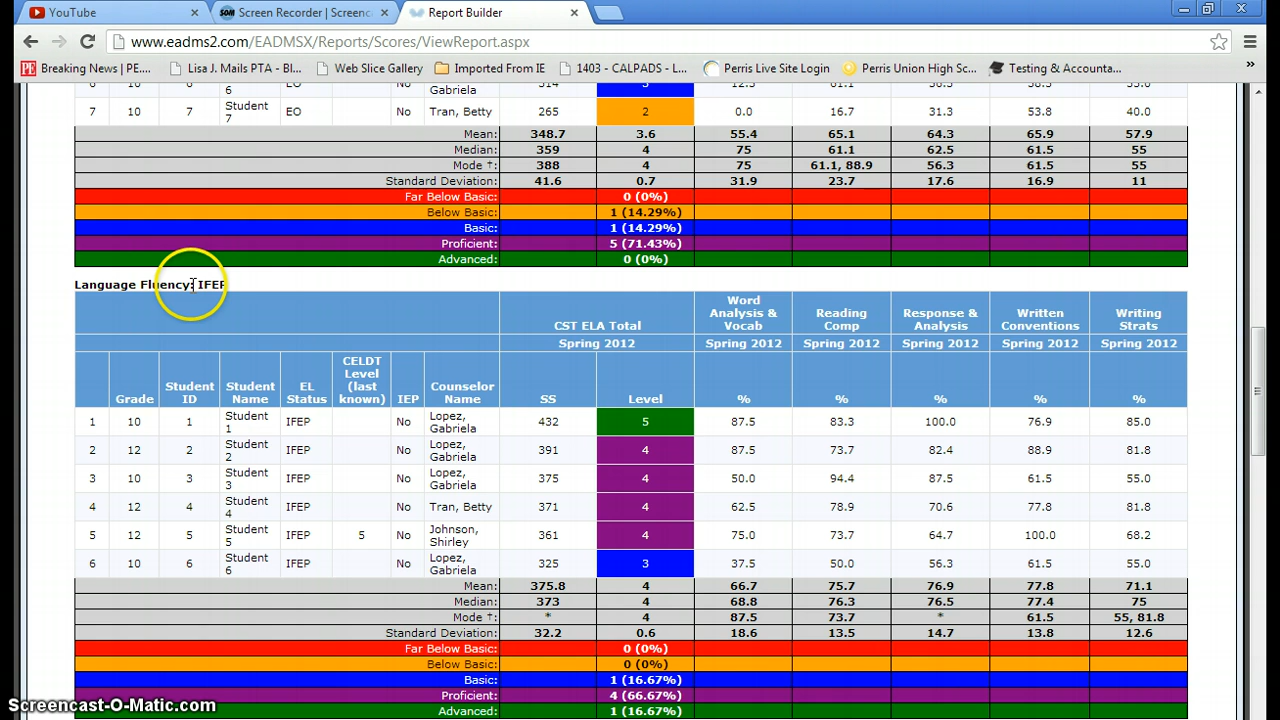 YouTube × Screen Recorder | Screenc × Report Builder ×
www.eadms2.com/EADMSX/Reports/Scores/ViewReport.aspx
Breaking News | PE.... Lisa J. Mails PTA - Bl... Web Slice Gallery Imported From IE 1403 - CALPADS - L... Perris Live Site Login Perris Union High Sc... Testing & Accounta... »
Gabriela
7 10 7 Student 7 EO No Tran, Betty 265 2 0.0 16.7 31.3 53.8 40.0
Mean: 348.7 3.6 55.4 65.1 64.3 65.9 57.9
Median: 359 4 75 61.1 62.5 61.5 55
Mode †: 388 4 75 61.1, 88.9 56.3 61.5 55
Standard Deviation: 41.6 0.7 31.9 23.7 17.6 16.9 11
Far Below Basic: 0 (0%)
Below Basic: 1 (14.29%)
Basic: 1 (14.29%)
Proficient: 5 (71.43%)
Advanced: 0 (0%)
Language Fluency: IFEP
CST ELA Total Word Analysis & Vocab Reading Comp Response & Analysis Written Conventions Writing Strats
Spring 2012 Spring 2012 Spring 2012 Spring 2012 Spring 2012 Spring 2012
Grade Student ID Student Name EL Status CELDT Level (last known) IEP Counselor Name SS Level % % % % %
1 10 1 Student 1 IFEP No Lopez, Gabriela 432 5 87.5 83.3 100.0 76.9 85.0
2 12 2 Student 2 IFEP No Lopez, Gabriela 391 4 87.5 73.7 82.4 88.9 81.8
3 10 3 Student 3 IFEP No Lopez, Gabriela 375 4 50.0 94.4 87.5 61.5 55.0
4 12 4 Student 4 IFEP No Tran, Betty 371 4 62.5 78.9 70.6 77.8 81.8
5 12 5 Student 5 IFEP 5 No Johnson, Shirley 361 4 75.0 73.7 64.7 100.0 68.2
6 10 6 Student 6 IFEP No Lopez, Gabriela 325 3 37.5 50.0 56.3 61.5 55.0
Mean: 375.8 4 66.7 75.7 76.9 77.8 71.1
Median: 373 4 68.8 76.3 76.5 77.4 75
Mode †: * 4 87.5 73.7 * 61.5 55, 81.8
Standard Deviation: 32.2 0.6 18.6 13.5 14.7 13.8 12.6
Far Below Basic: 0 (0%)
Below Basic: 0 (0%)
Basic: 1 (16.67%)
Proficient: 4 (66.67%)
Advanced: 1 (16.67%)
Screencast-O-Matic.com